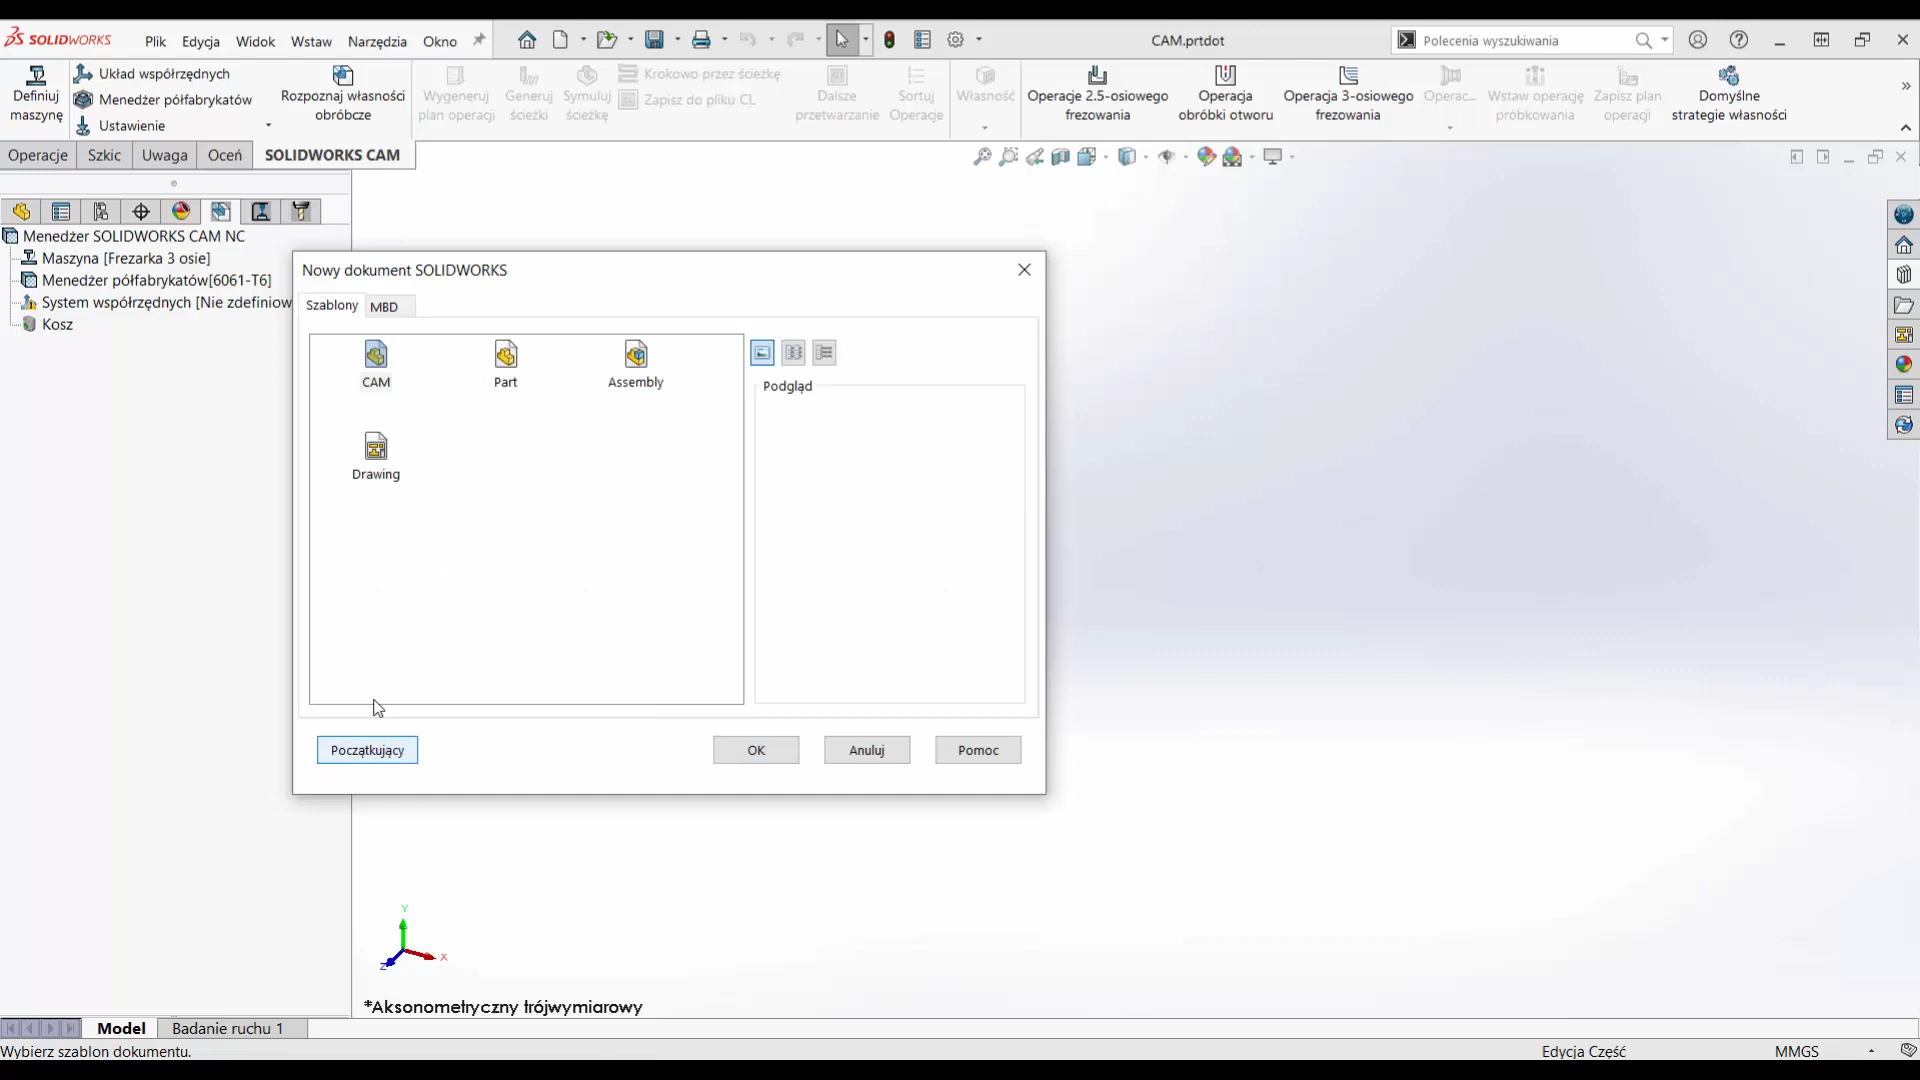 SOLIDWORKS
Plik
Edycja
Widok
Wstaw
Narzędzia
Okno
CAM.prtdot
Polecenia wyszukiwania
Definiuj
maszynę
Układ współrzędnych
Menedżer półfabrykatów
Ustawienie
Rozpoznaj własności
obróbcze
Wygeneruj
plan operacji
Generuj
ścieżki
Symuluj
ścieżkę
Krokowo przez ścieżkę
Zapisz do pliku CL
Dalsze
przetwarzanie
Sortuj
Operacje
Własność
Operacje 2.5-osiowego
frezowania
Operacja
obróbki otworu
Operacja 3-osiowego
frezowania
Operac...
Wstaw operację
próbkowania
Zapisz plan
operacji
Domyślne
strategie własności
Operacje
Szkic
Uwaga
Oceń
SOLIDWORKS CAM
Menedżer SOLIDWORKS CAM NC
Maszyna [Frezarka 3 osie]
Menedżer półfabrykatów[6061-T6]
System współrzędnych [Nie zdefiniow
Kosz
Nowy dokument SOLIDWORKS
Szablony
MBD
CAM
Part
Assembly
Drawing
Podgląd
Początkujący
OK
Anuluj
Pomoc
Y
X
Z
*Aksonometryczny trójwymiarowy
Model
Badanie ruchu 1
Wybierz szablon dokumentu.
Edycja Część
MMGS